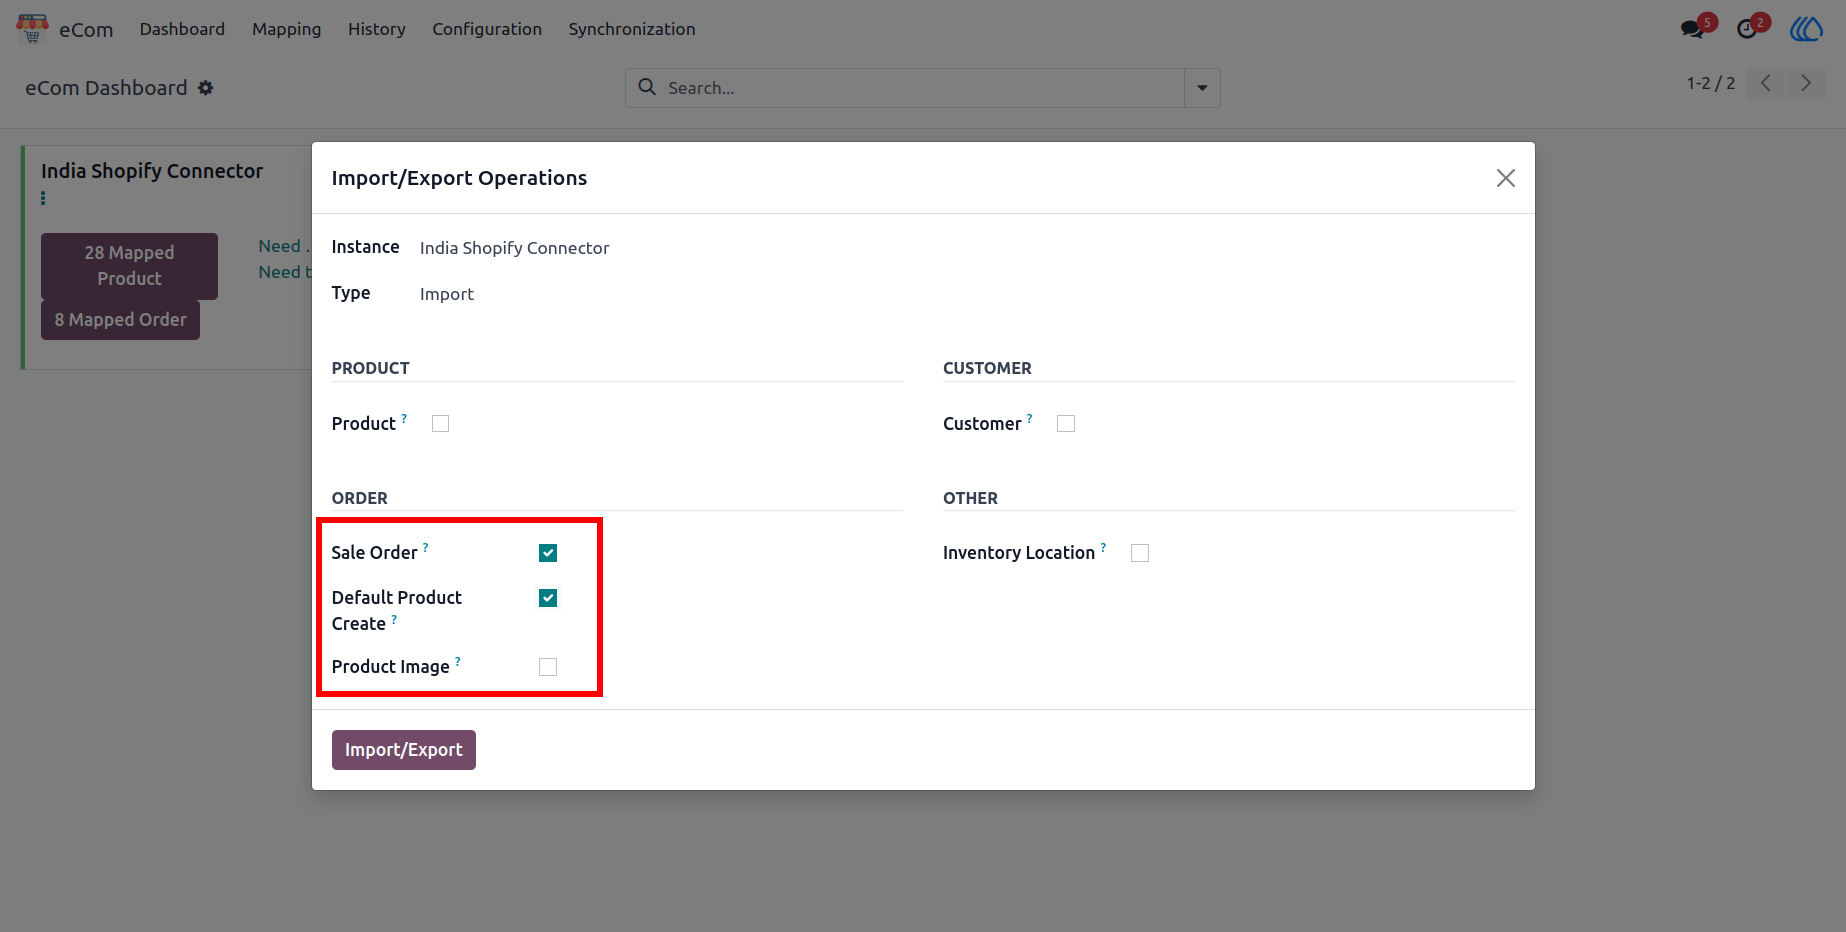 eCom Dashboard Mapping History Configuration Synchronization 5 2
eCom Dashboard Search... 1-2 / 2
India Shopify Connector
28 Mapped
Product
8 Mapped Order
Need .
Need t
Import/Export Operations
Instance India Shopify Connector
Type Import
PRODUCT
Product ?
CUSTOMER
Customer ?
ORDER
Sale Order ?
Default Product
Create ?
Product Image ?
OTHER
Inventory Location ?
Import/Export